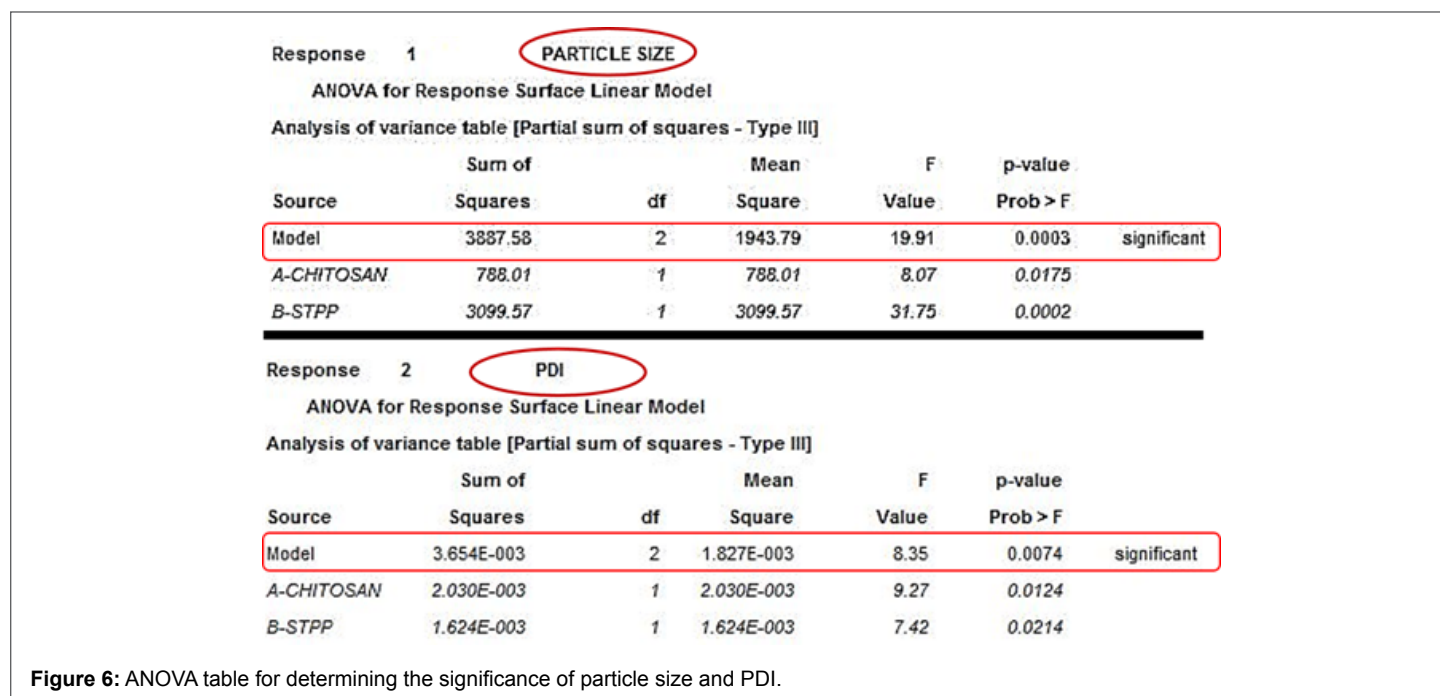 Response 1 PARTICLE SIZE
ANOVA for Response Surface Linear Model
Analysis of variance table [Partial sum of squares - Type III]
Sum of Mean F p-value
Source Squares df Square Value Prob > F
Model 3887.58 2 1943.79 19.91 0.0003 significant
A-CHITOSAN 788.01 1 788.01 8.07 0.0175
B-STPP 3099.57 1 3099.57 31.75 0.0002
Response 2 PDI
ANOVA for Response Surface Linear Model
Analysis of variance table [Partial sum of squares - Type III]
Sum of Mean F p-value
Source Squares df Square Value Prob > F
Model 3.654E-003 2 1.827E-003 8.35 0.0074 significant
A-CHITOSAN 2.030E-003 1 2.030E-003 9.27 0.0124
B-STPP 1.624E-003 1 1.624E-003 7.42 0.0214
Figure 6: ANOVA table for determining the significance of particle size and PDI.